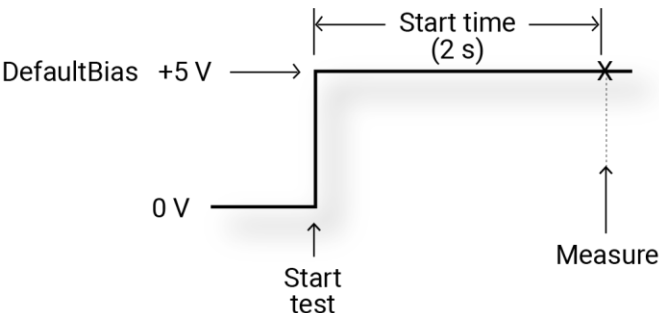 Start time
(2 s)
DefaultBias +5 V
X
0 V
Start
test
Measure